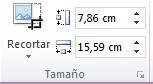 7,86 cm
Recortar
15,59 cm
Tamaño